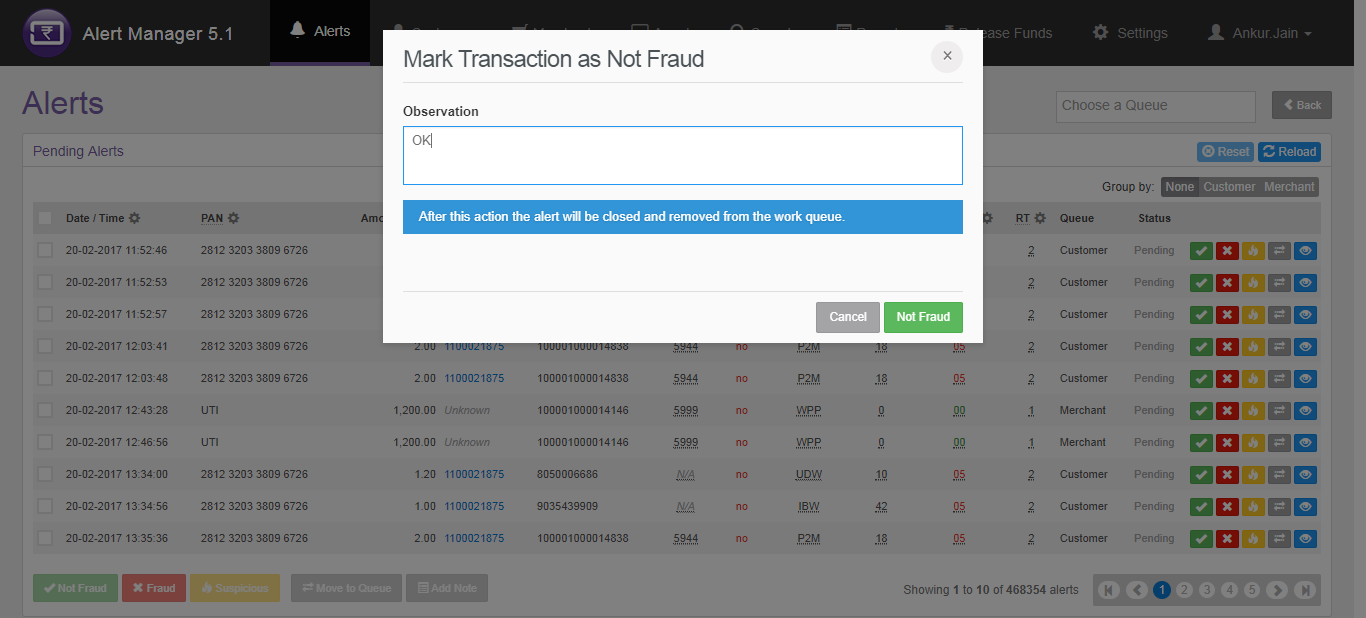 Alert Manager 5.1
Alerts
Release Funds
Settings
Ankur.Jain
Mark Transaction as Not Fraud
×
Alerts
Choose a Queue
Back
Observation
OK
Pending Alerts
Reset
Reload
Group by: None Customer Merchant
After this action the alert will be closed and removed from the work queue.
Date / Time PAN RT Queue Status
20-02-2017 11:52:46 2812 3203 3809 6726 2 Customer Pending
20-02-2017 11:52:53 2812 3203 3809 6726 2 Customer Pending
20-02-2017 11:52:57 2812 3203 3809 6726 2 Customer Pending
Cancel
Not Fraud
20-02-2017 12:03:41 2812 3203 3809 6726 2.00 1100021875 100001000014838 5944 no P2M 18 05 2 Customer Pending
20-02-2017 12:03:48 2812 3203 3809 6726 2.00 1100021875 100001000014838 5944 no P2M 18 05 2 Customer Pending
20-02-2017 12:43:28 UTI 1,200.00 Unknown 100001000014146 5999 no WPP 0 00 1 Merchant Pending
20-02-2017 12:46:56 UTI 1,200.00 Unknown 100001000014146 5999 no WPP 0 00 1 Merchant Pending
20-02-2017 13:34:00 2812 3203 3809 6726 1.20 1100021875 8050006686 N/A no UDW 10 05 2 Customer Pending
20-02-2017 13:34:56 2812 3203 3809 6726 1.00 1100021875 9035439909 N/A no IBW 42 05 2 Customer Pending
20-02-2017 13:35:36 2812 3203 3809 6726 2.00 1100021875 100001000014838 5944 no P2M 18 05 2 Customer Pending
Not Fraud Fraud Suspicious Move to Queue Add Note
Showing 1 to 10 of 468354 alerts
1 2 3 4 5